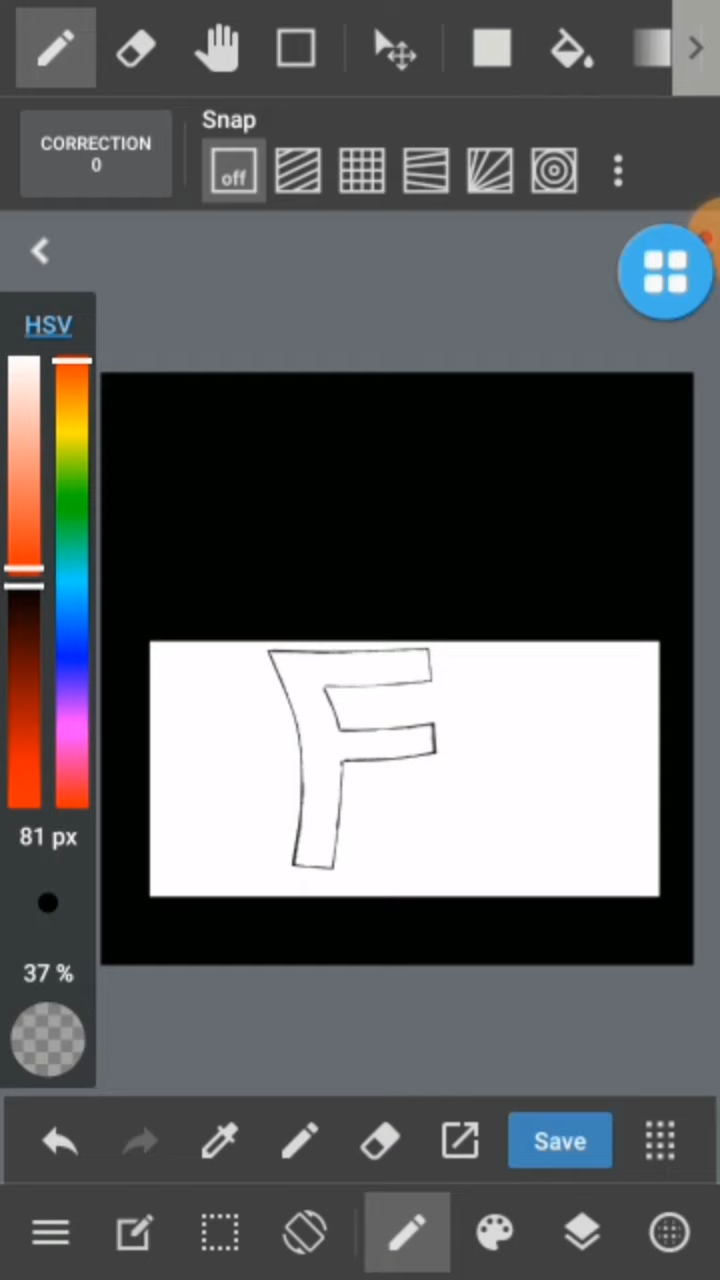 Snap
CORRECTION
0
off
HSV
F
81 px
37 %
Save